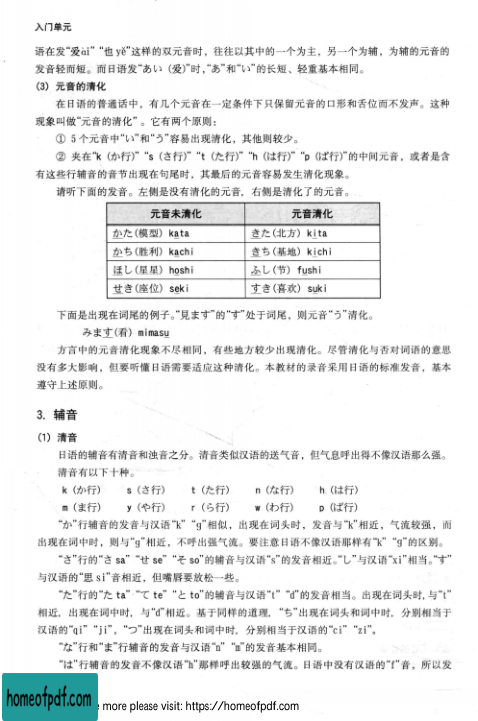 入门单元
语在发“爱ai”“也yě”这样的双元音时，往往以其中的一个为主，另一个为辅，为辅的元音的
发音轻而短。而日语发“あい（爱）”时，“あ”和“い”的长短、轻重基本相同。
(3) 元音的清化
在日语的普通话中，有几个元音在一定条件下只保留元音的口形和舌位而不发声。这种
现象叫做“元音的清化”。它有两个原则：
① 5个元音中“い”和“う”容易出现清化，其他则较少。
② 夹在“k（か行）”“s（さ行）”“t（た行）”“h（は行）”“p（ぱ行）”的中间元音，或者是含
有这些行辅音的音节出现在句尾时，其最后的元音容易发生清化现象。
请听下面的发音。左侧是没有清化的元音，右侧是清化了的元音。
元音未清化 元音清化
かた（模型）kata きた（北方）kita
かち（胜利）kachi きち（基地）kichi
ほし（星星）hoshi ふし（节）fushi
せき（座位）seki すき（喜欢）suki
下面是出现在词尾的例子。“見ます”的“す”处于词尾，则元音“う”清化。
みます（看）mimasu
方言中的元音清化现象不尽相同，有些地方较少出现清化。尽管清化与否对词语的意思
没有多大影响，但要听懂日语需要适应这种清化。本教材的录音采用日语的标准发音，基本
遵守上述原则。
3. 辅音
(1) 清音
日语的辅音有清音和浊音之分。清音类似汉语的送气音，但气息呼出得不像汉语那么强。
清音有以下十种。
k（か行） s（さ行） t（た行） n（な行） h（は行）
m（ま行） y（や行） r（ら行） w（わ行） p（ぱ行）
“か”行辅音的发音与汉语“k”“g”相似，出现在词头时，发音与“k”相近，气流较强，而
出现在词中时，则与“g”相近，不呼出强气流。要注意日语不像汉语那样有“k”“g”的区别。
“さ”行的“さ sa”“せ se”“そ so”的辅音与汉语“s”的发音相近。“し”与汉语“xi”相当。“す”
与汉语的“思 si”音相近，但嘴唇要放松一些。
“た”行的“た ta”“て te”“と to”的辅音与汉语“t”“d”的发音相当。出现在词头时，与“t”
相近，出现在词中时，与“d”相近。基于同样的道理，“ち”出现在词头和词中时，分别相当于
汉语的“qi”“ji”，“つ”出现在词头和词中时，分别相当于汉语的“ci”“zi”。
“な”行和“ま”行辅音的发音与汉语“n”“m”的发音基本相同。
“は”行辅音的发音不像汉语“h”那样呼出较强的气流。日语中没有汉语的“f”音，所以发
homeofpdf.com
more please visit: https://homeofpdf.com